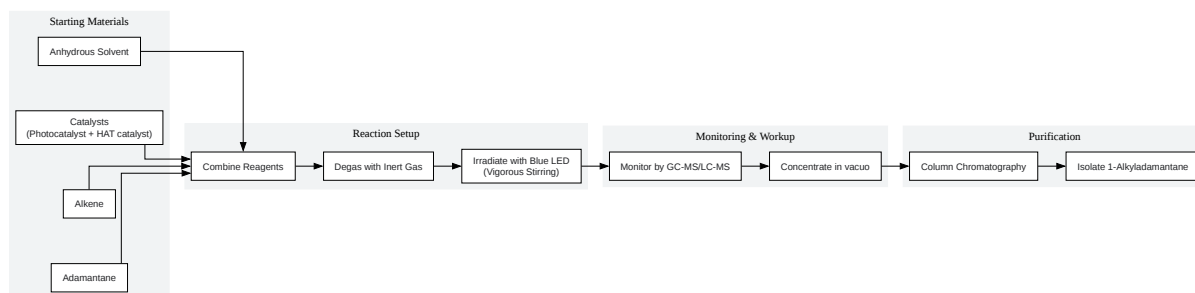 Starting Materials
Anhydrous Solvent
Catalysts
(Photocatalyst + HAT catalyst)
Alkene
Adamantane
Reaction Setup
Combine Reagents
Degas with Inert Gas
Irradiate with Blue LED
(Vigorous Stirring)
Monitoring & Workup
Monitor by GC-MS/LC-MS
Concentrate in vacuo
Purification
Column Chromatography
Isolate 1-Alkyladamantane